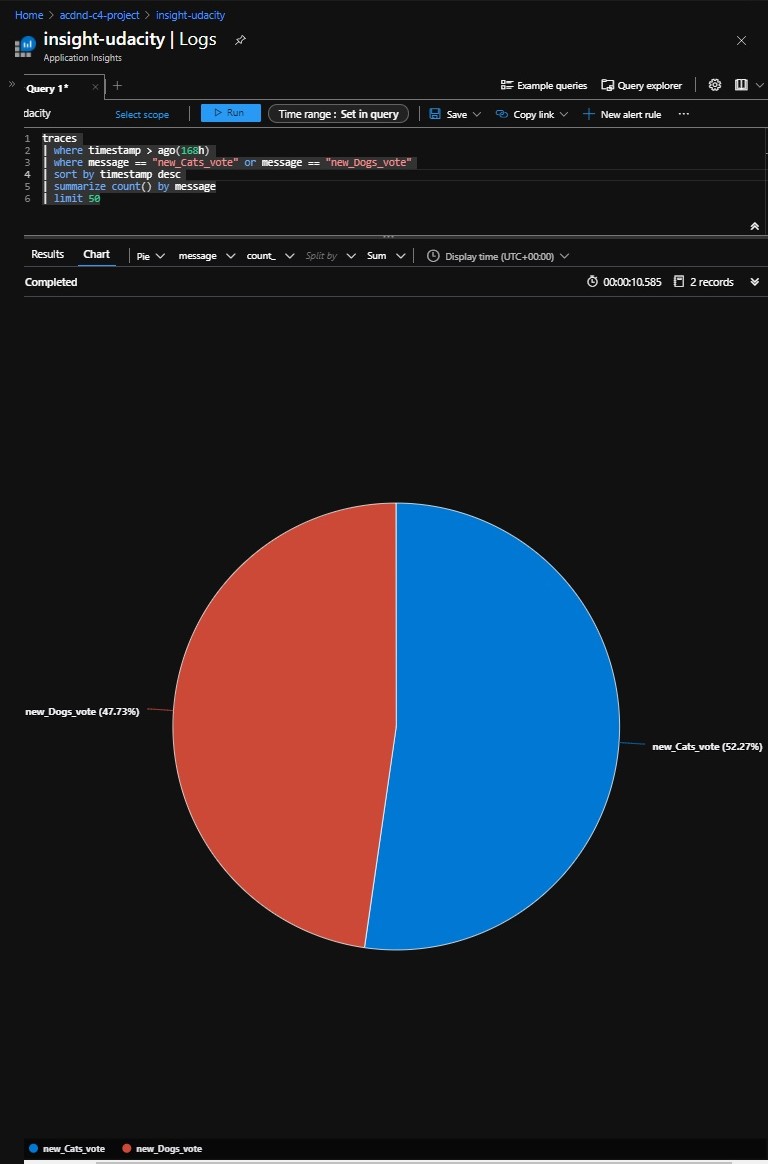 Home > acdnd-c4-project > insight-udacity
insight-udacity | Logs
Application Insights
Query 1*
Example queries
Query explorer
dacity
Select scope
Run
Time range : Set in query
Save
Copy link
New alert rule
1 traces
2 | where timestamp > ago(168h)
3 | where message == "new_Cats_vote" or message == "new_Dogs_vote"
4 | sort by timestamp desc
5 | summarize count() by message
6 | limit 50
Results
Chart
Pie
message
count_
Split by
Sum
Display time (UTC+00:00)
Completed
00:00:10.585
2 records
new_Dogs_vote (47.73%)
new_Cats_vote (52.27%)
new_Cats_vote
new_Dogs_vote